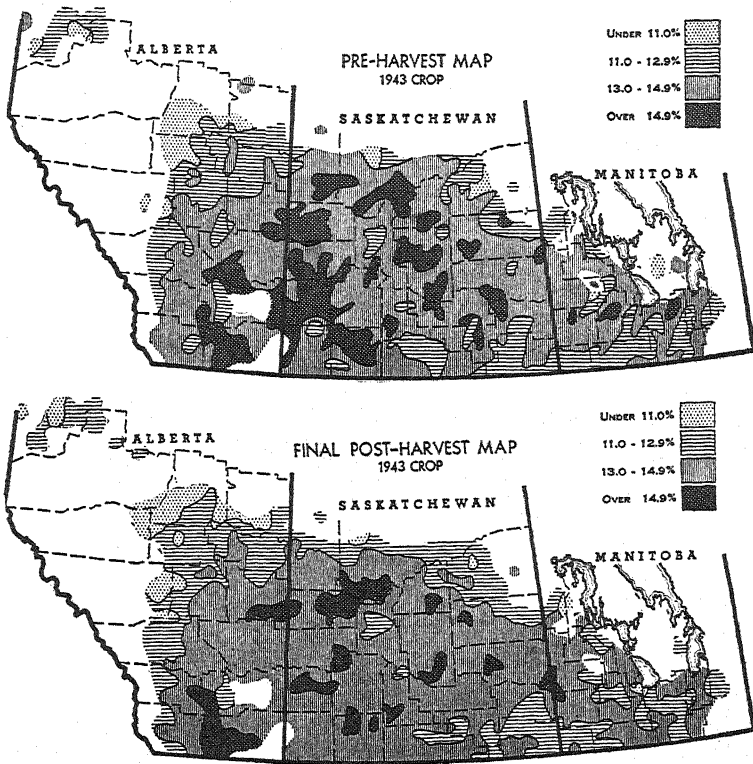 ALBERTA
PRE-HARVEST MAP
1943 CROP
SASKATCHEWAN
MANITOBA
UNDER 11.0%
11.0 - 12.9%
13.0 - 14.9%
OVER 14.9%
ALBERTA
FINAL POST-HARVEST MAP
1943 CROP
SASKATCHEWAN
MANITOBA
UNDER 11.0%
11.0 - 12.9%
13.0 - 14.9%
OVER 14.9%